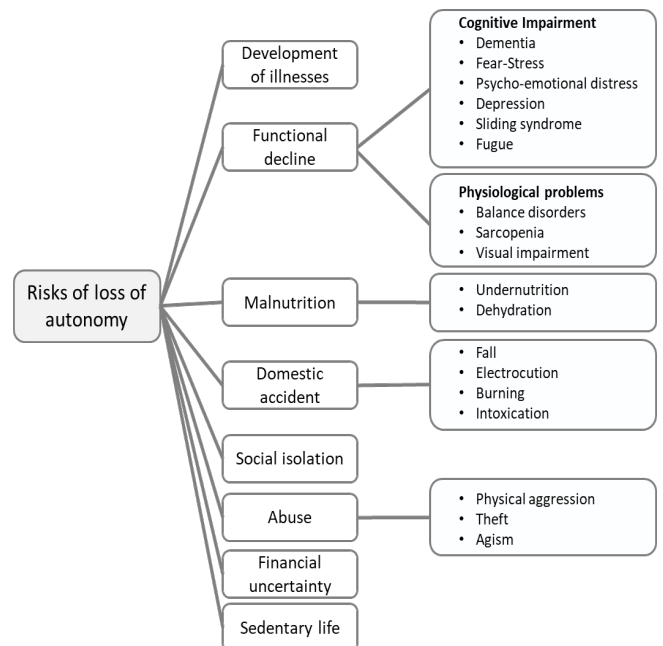 Risks of loss of
autonomy
Development
of illnesses
Functional
decline
Cognitive Impairment
• Dementia
• Fear-Stress
• Psycho-emotional distress
• Depression
• Sliding syndrome
• Fugue
Physiological problems
• Balance disorders
• Sarcopenia
• Visual impairment
Malnutrition
• Undernutrition
• Dehydration
Domestic
accident
• Fall
• Electrocution
• Burning
• Intoxication
Social isolation
Abuse
• Physical aggression
• Theft
• Agism
Financial
uncertainty
Sedentary life